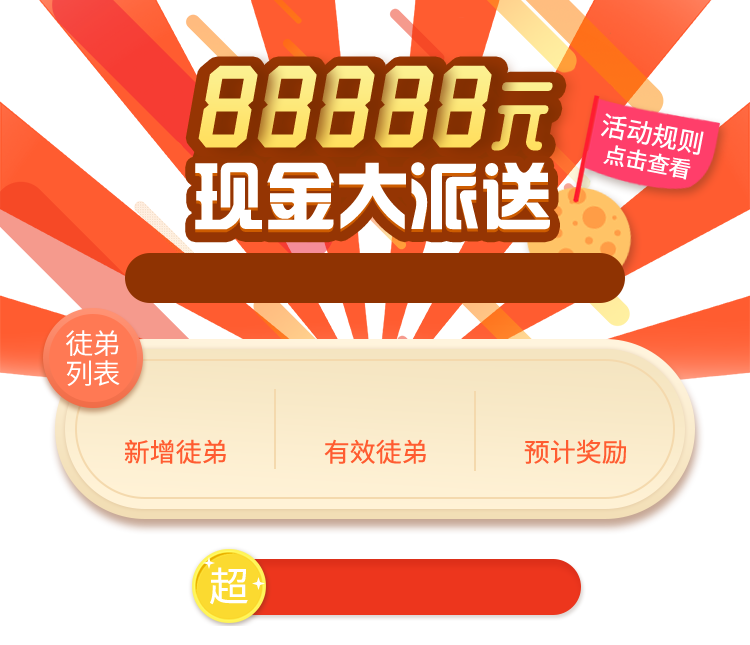 88888元
现金大派送
活动规则
点击查看
徒弟
列表
新增徒弟
有效徒弟
预计奖励
超